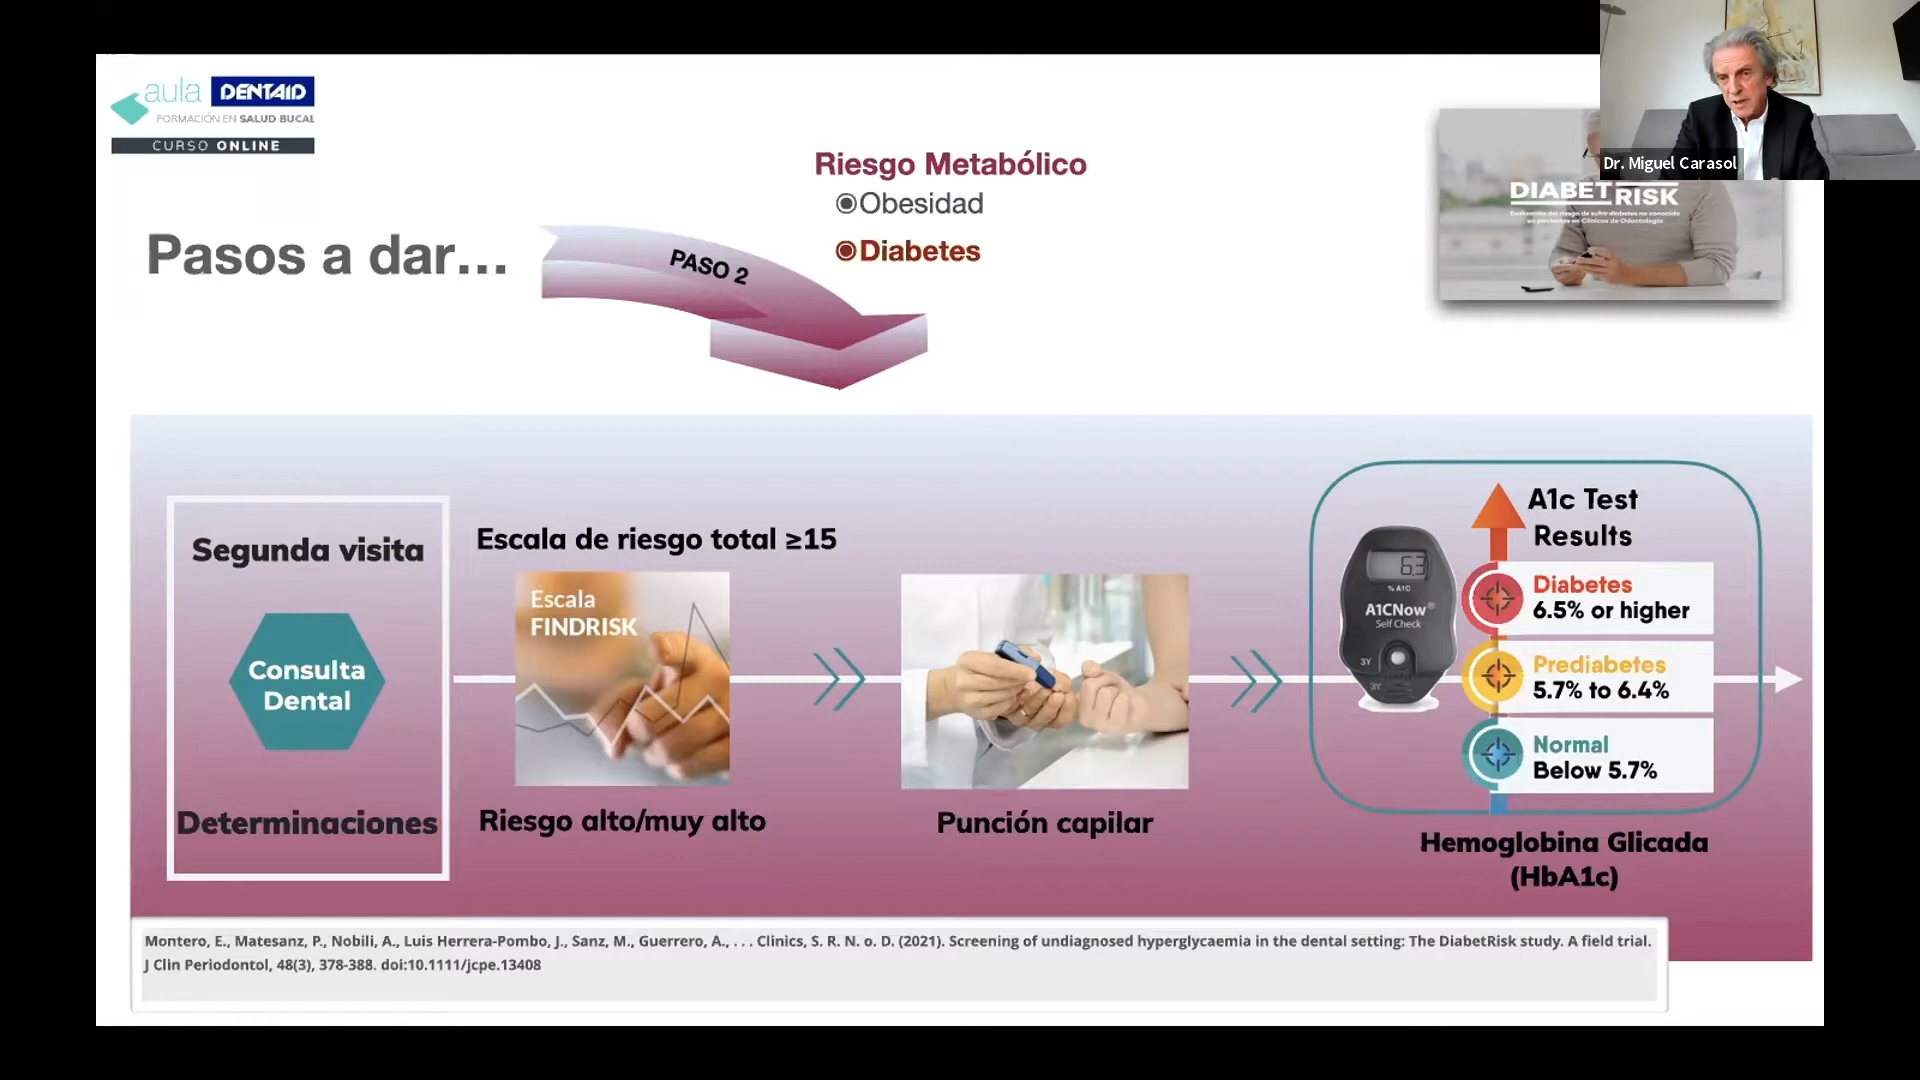 aula DENTAID
FORMACIÓN EN SALUD BUCAL
CURSO ONLINE
Pasos a dar...
PASO 2
Riesgo Metabólico
Obesidad
Diabetes
Dr. Miguel Carasol
DIABETRISK
Evaluación del riesgo de sufrir diabetes no conocida
en pacientes en Clínicas de Odontología
Segunda visita
Consulta
Dental
Determinaciones
Escala de riesgo total ≥15
Escala
FINDRISK
Riesgo alto/muy alto
Punción capilar
6.3
% A1C
A1CNow®
Self Check
3Y
3Y
A1c Test
Results
Diabetes
6.5% or higher
Prediabetes
5.7% to 6.4%
Normal
Below 5.7%
Hemoglobina Glicada
(HbA1c)
Montero, E., Matesanz, P., Nobili, A., Luis Herrera-Pombo, J., Sanz, M., Guerrero, A., . . . Clinics, S. R. N. o. D. (2021). Screening of undiagnosed hyperglycaemia in the dental setting: The DiabetRisk study. A field trial.
J Clin Periodontol, 48(3), 378-388. doi:10.1111/jcpe.13408